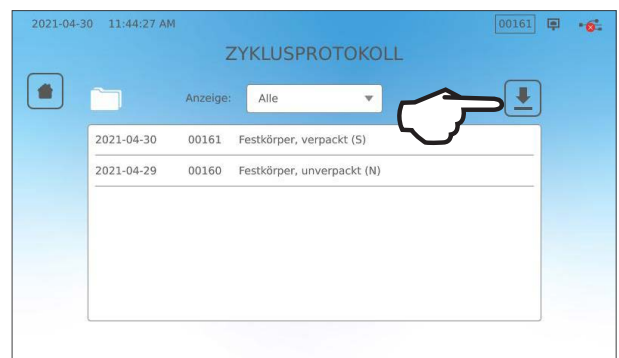 2021-04-30 11:44:27 AM 00161
ZYKLUSPROTOKOLL
Anzeige: Alle
2021-04-30 00161 Festkörper, verpackt (S)
2021-04-29 00160 Festkörper, unverpackt (N)